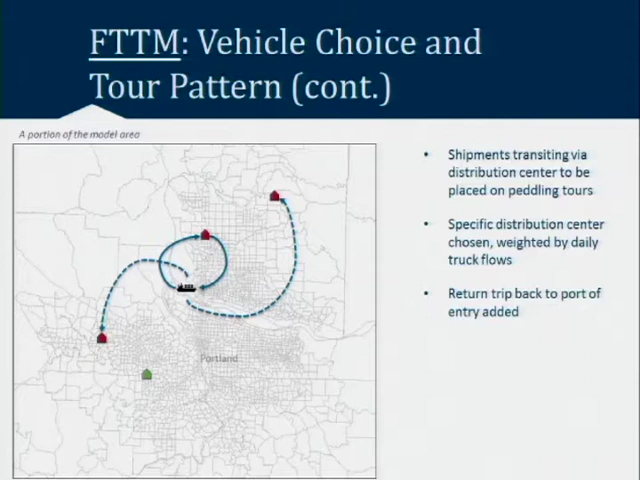 FTTM: Vehicle Choice and
Tour Pattern (cont.)
A portion of the model area
• Shipments transiting via
distribution center to be
placed on peddling tours
• Specific distribution center
chosen, weighted by daily
truck flows
• Return trip back to port of
entry added
Portland